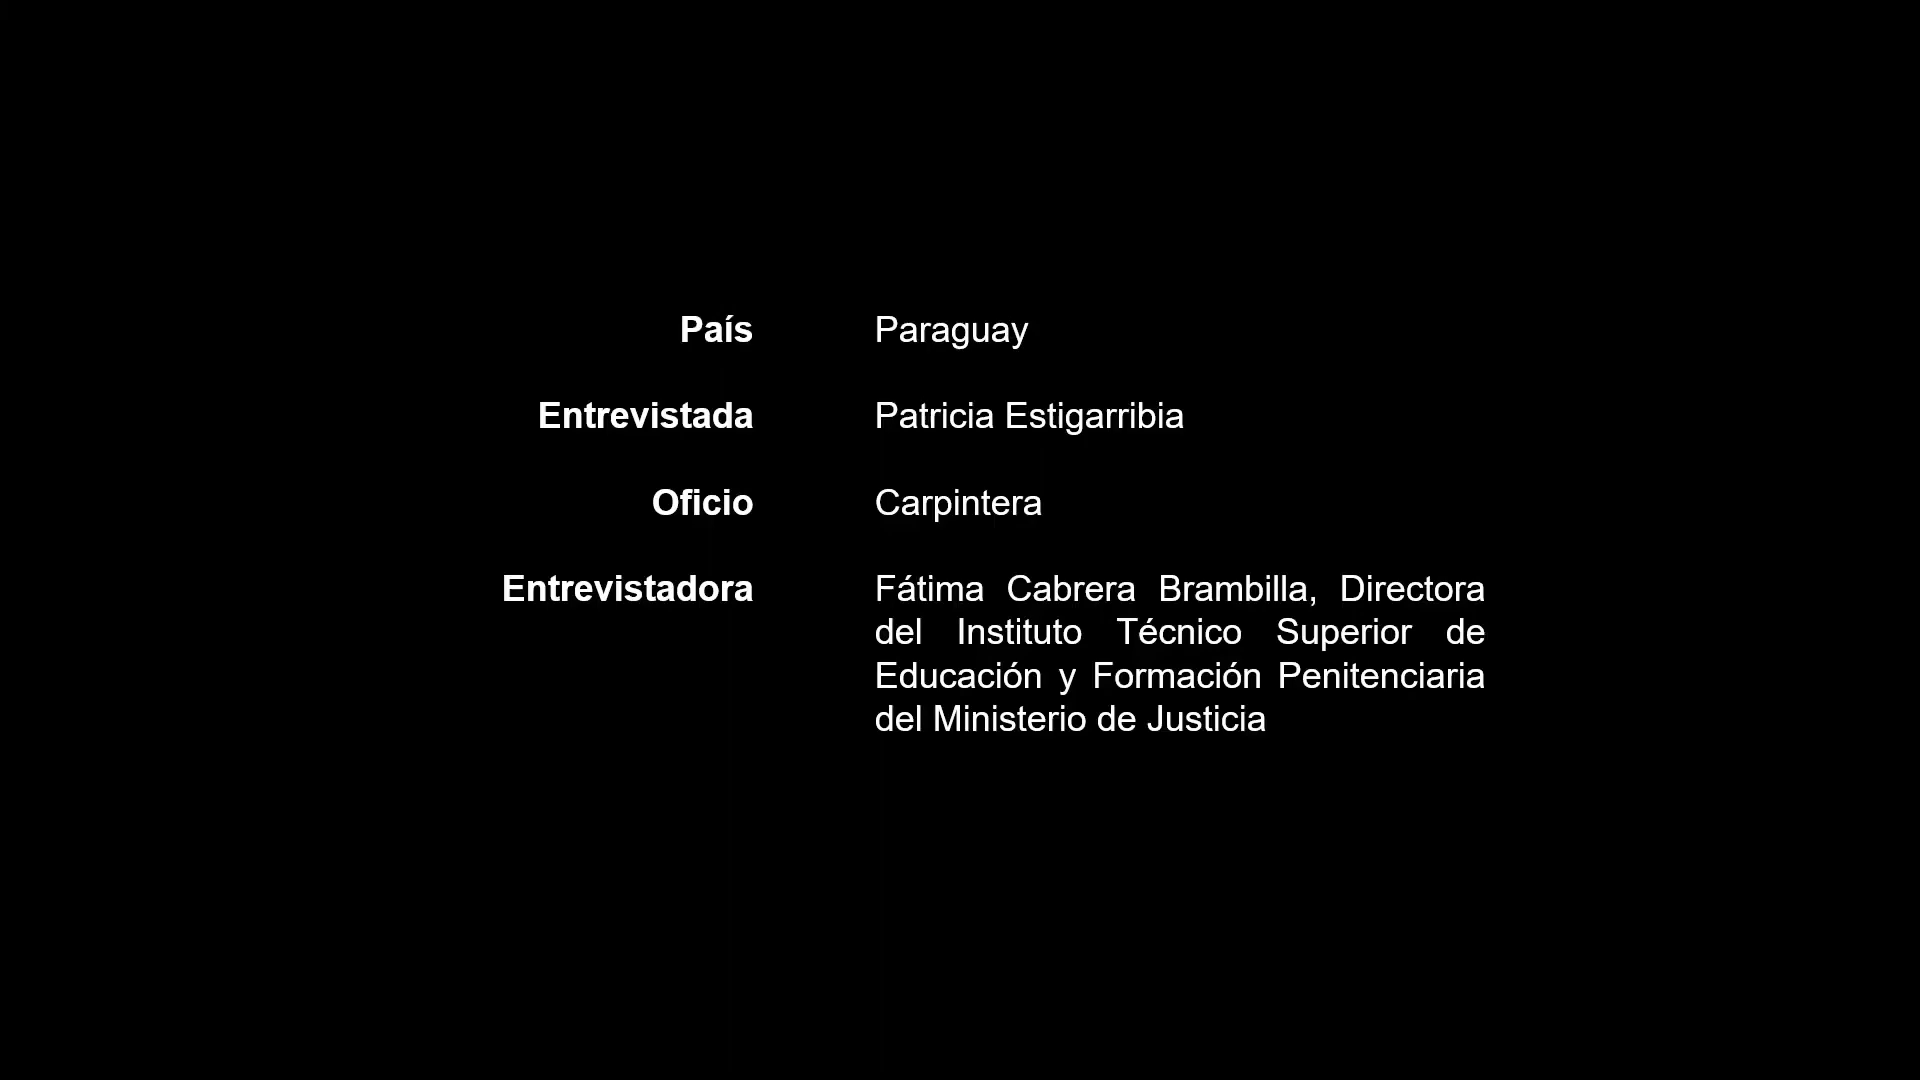 País Paraguay
Entrevistada Patricia Estigarribia
Oficio Carpintera
Entrevistadora Fátima Cabrera Brambilla, Directora
del Instituto Técnico Superior de
Educación y Formación Penitenciaria
del Ministerio de Justicia